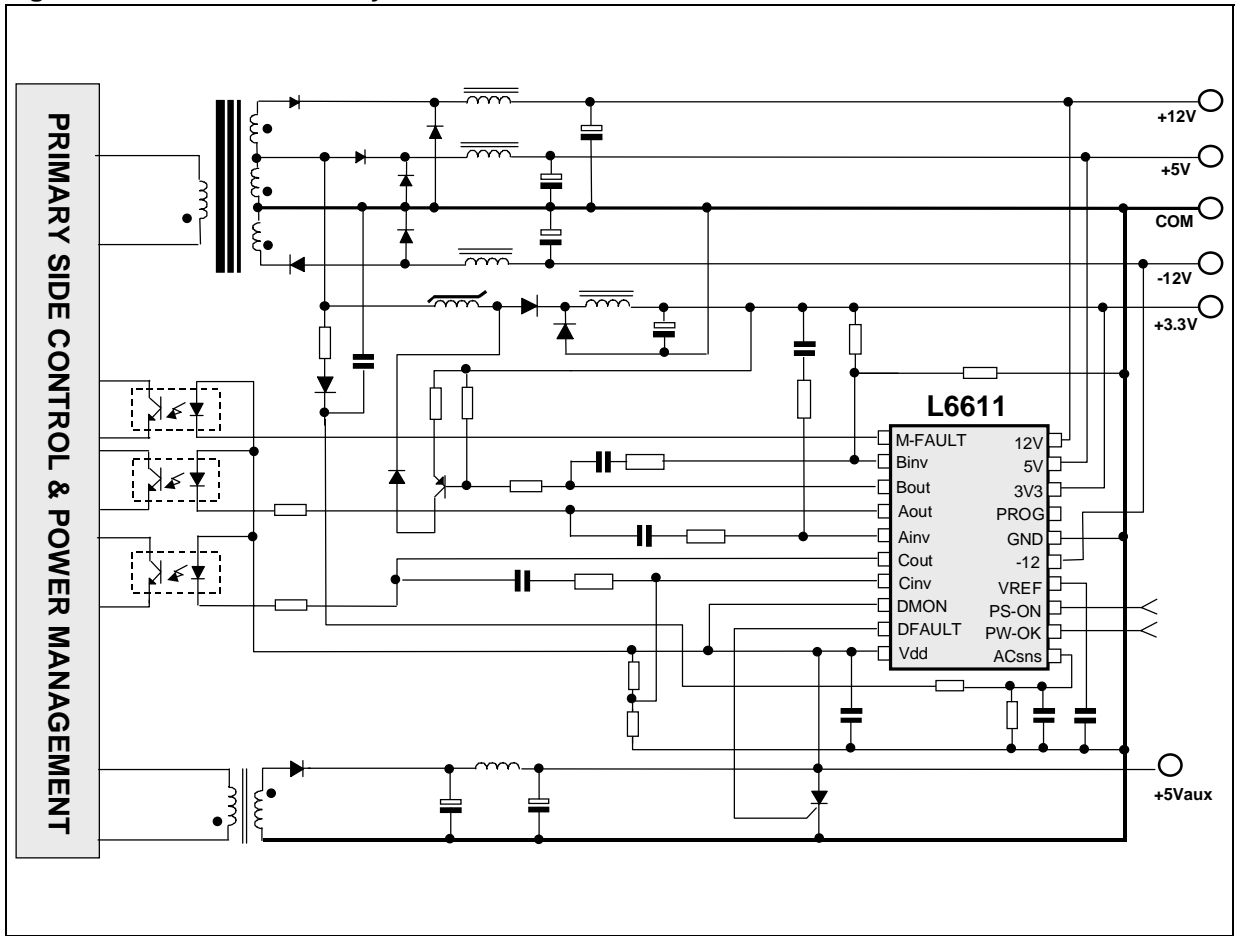 +12V
+5V
COM
-12V
+3.3V
PRIMARY SIDE CONTROL & POWER MANAGEMENT
L6611
M-FAULT
Binv
Bout
Aout
Ainv
Cout
Cinv
DMON
DFAULT
Vdd
12V
5V
3V3
PROG
GND
-12
VREF
PS-ON
PW-OK
ACsns
+5Vaux